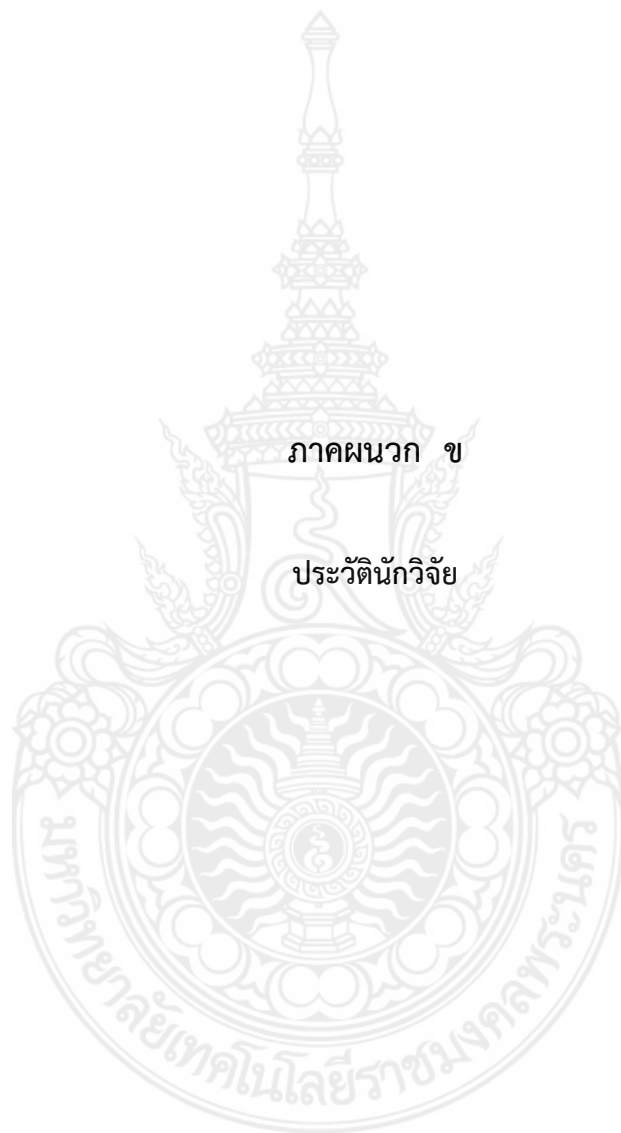 ภาคผนวก ข
ประวัตินักวิจัย
มหาวิทยาลัยเทคโนโลยีราชมงคลพระนคร